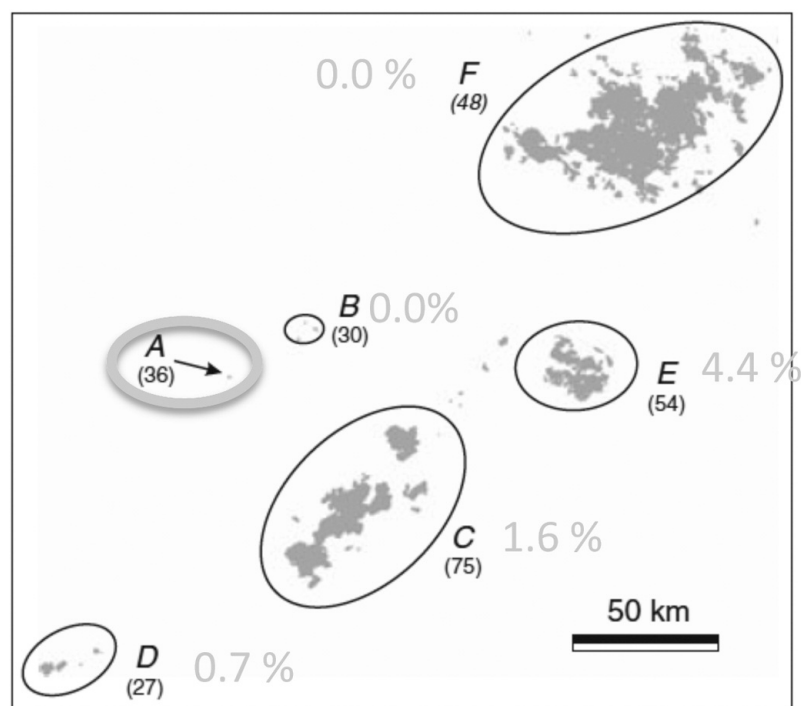 0.0 %
F
(48)
B
0.0%
(30)
A
(36)
E
4.4 %
(54)
C
1.6 %
(75)
50 km
D
0.7 %
(27)